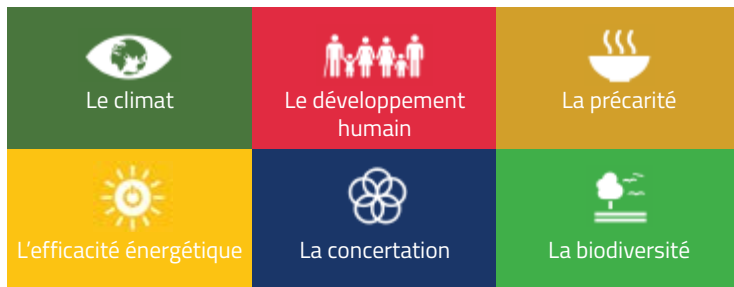 Le climat
Le développement
humain
La précarité
L'efficacité énergétique
La concertation
La biodiversité